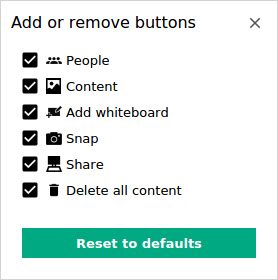 Add or remove buttons
People
Content
Add whiteboard
Snap
Share
Delete all content
Reset to defaults